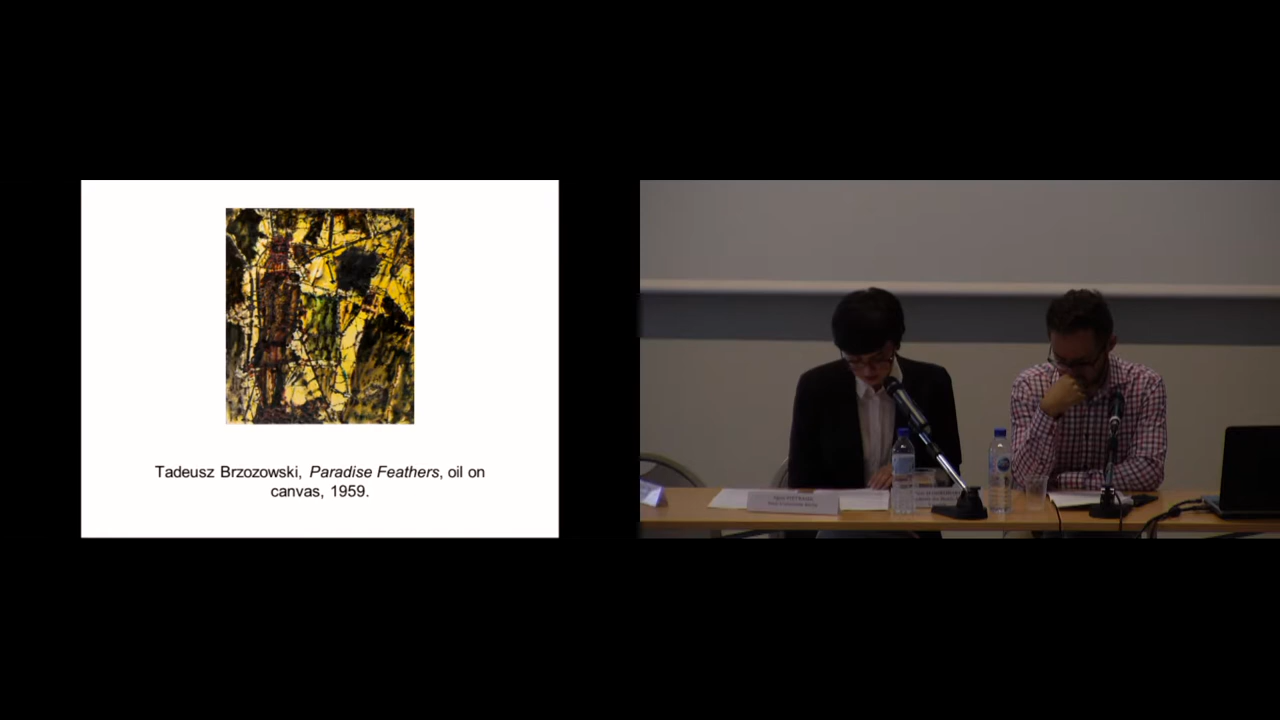 Tadeusz Brzozowski, Paradise Feathers, oil on
canvas, 1959.